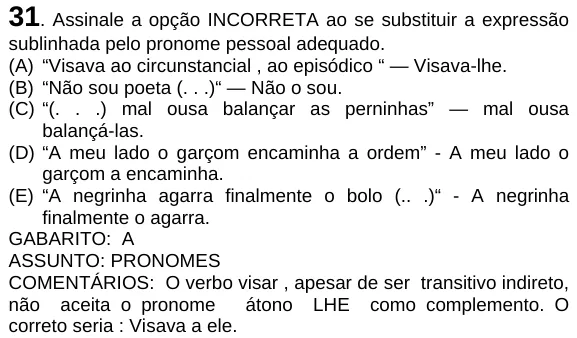 31. Assinale a opção INCORRETA ao se substituir a expressão
sublinhada pelo pronome pessoal adequado.
(A) “Visava ao circunstancial , ao episódico “ — Visava-lhe.
(B) “Não sou poeta (. . .)“ — Não o sou.
(C) “(. . .) mal ousa balançar as perninhas” — mal ousa
balançá-las.
(D) “A meu lado o garçom encaminha a ordem” - A meu lado o
garçom a encaminha.
(E) “A negrinha agarra finalmente o bolo (.. .)“ - A negrinha
finalmente o agarra.
GABARITO: A
ASSUNTO: PRONOMES
COMENTÁRIOS: O verbo visar , apesar de ser transitivo indireto,
não aceita o pronome átono LHE como complemento. O
correto seria : Visava a ele.